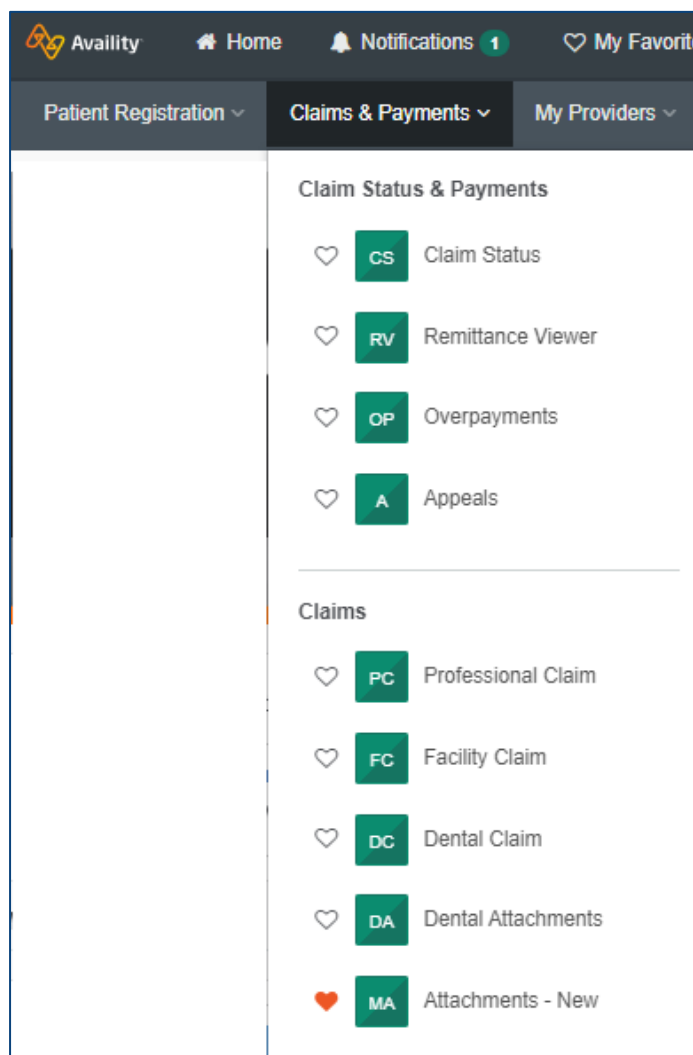 Availity Home Notifications 1 My Favorit
Patient Registration Claims & Payments My Providers
Claim Status & Payments
CS Claim Status
RV Remittance Viewer
OP Overpayments
A Appeals
Claims
PC Professional Claim
FC Facility Claim
DC Dental Claim
DA Dental Attachments
MA Attachments - New